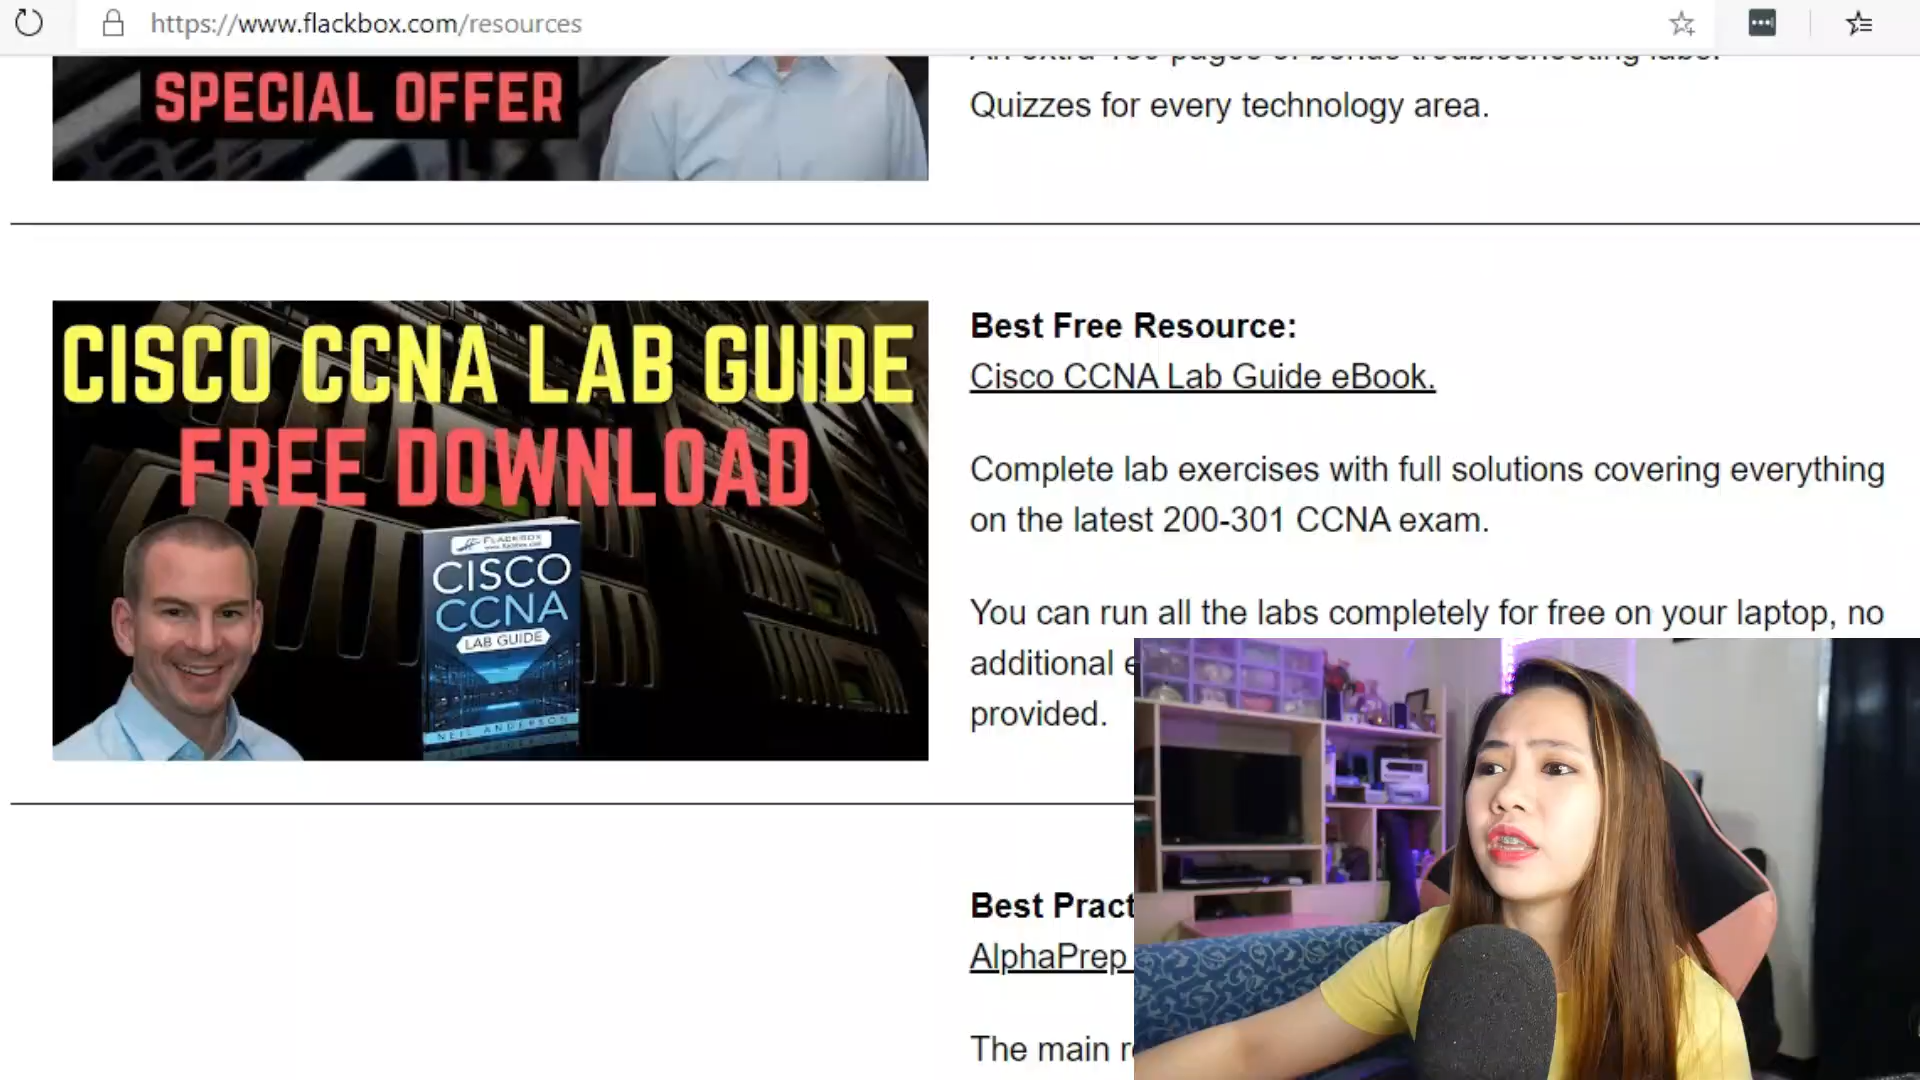 https://www.flackbox.com/resources
SPECIAL OFFER
Quizzes for every technology area.
CISCO CCNA LAB GUIDE
FREE DOWNLOAD
FLACKBOX
CISCO
CCNA
LAB GUIDE
NEIL ANDERSON
Best Free Resource:
Cisco CCNA Lab Guide eBook.
Complete lab exercises with full solutions covering everything
on the latest 200-301 CCNA exam.
You can run all the labs completely for free on your laptop, no
additional
provided.
Best Pract
AlphaPrep
The main